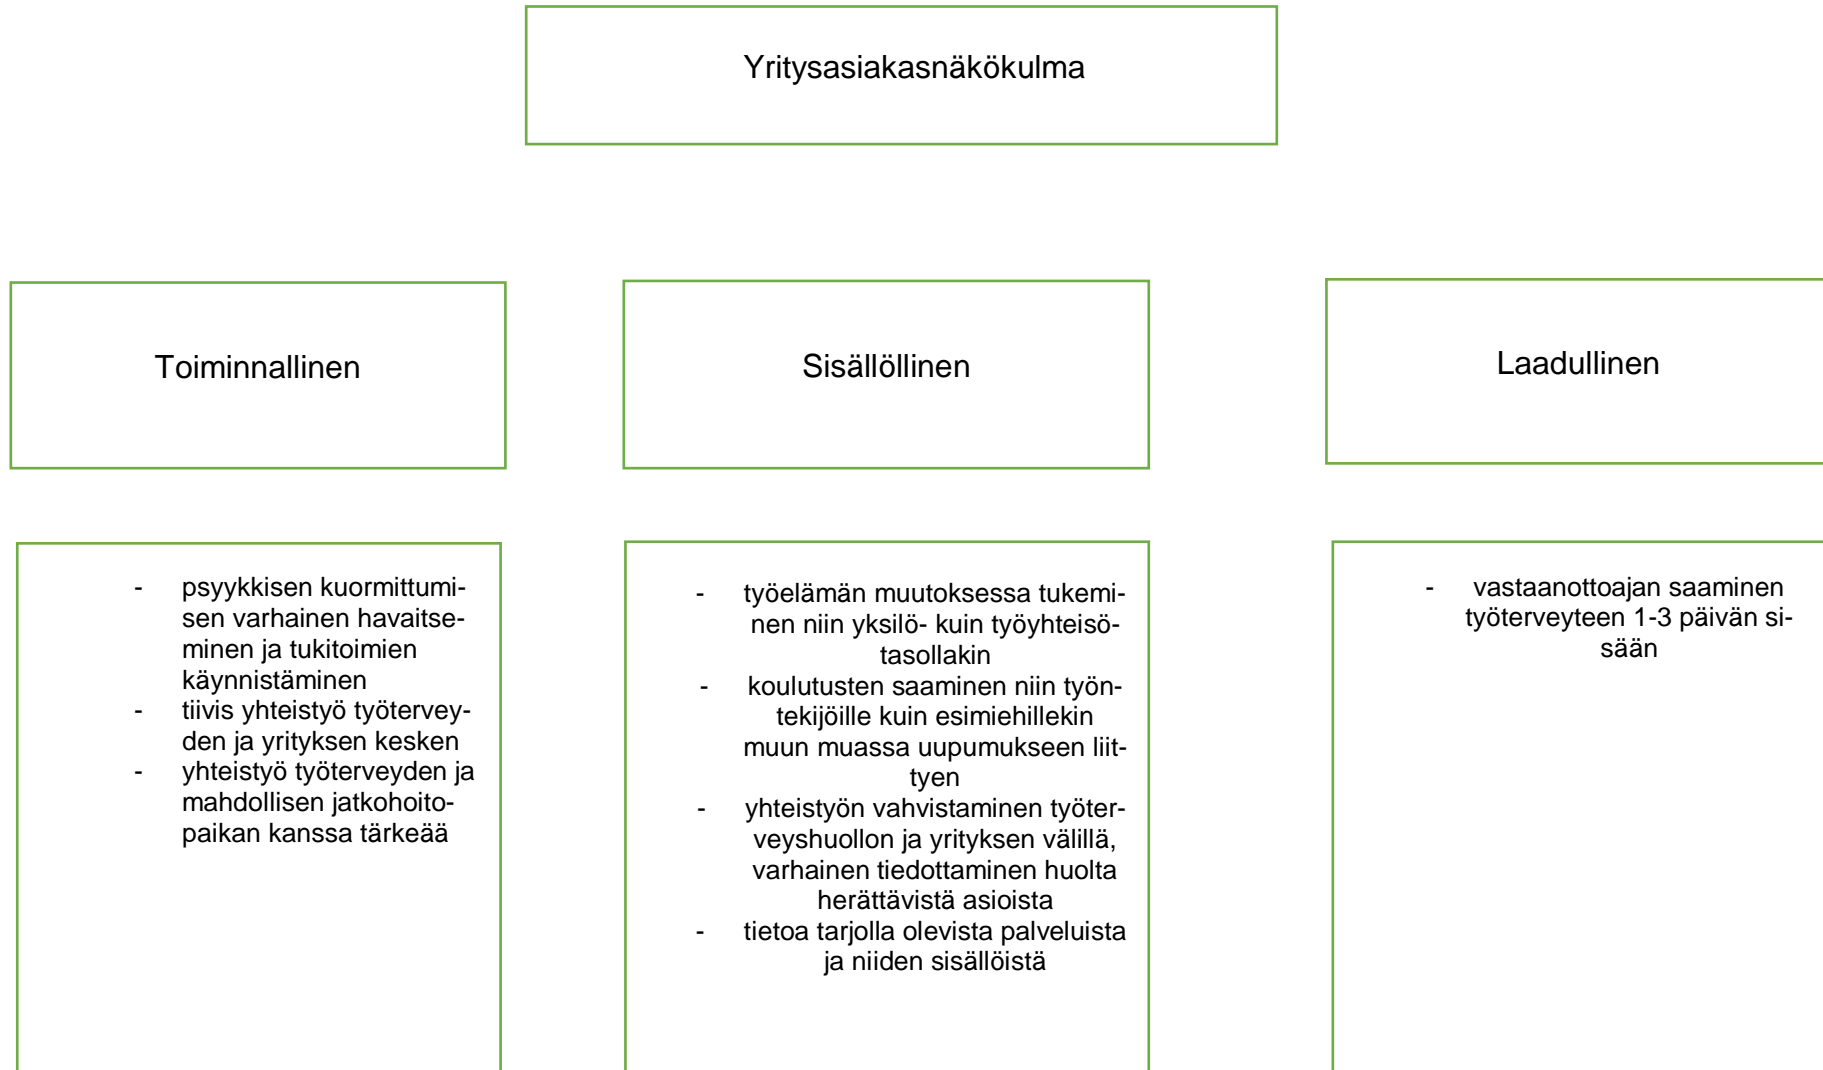 Yritysasiakasnäkökulma
Toiminnallinen
Sisällöllinen
Laadullinen
- psyykkisen kuormittumi-
sen varhainen havaitse-
minen ja tukitoimien
käynnistäminen
- tiivis yhteistyö työtervey-
den ja yrityksen kesken
- yhteistyö työterveyden ja
mahdollisen jatkohoito-
paikan kanssa tärkeää
- työelämän muutoksessa tukemi-
nen niin yksilö- kuin työyhteisö-
tasollakin
- koulutusten saaminen niin työn-
tekijöille kuin esimiehillekin
muun muassa uupumukseen liit-
tyen
- yhteistyön vahvistaminen työter-
veyshuollon ja yrityksen välillä,
varhainen tiedottaminen huolta
herättävistä asioista
- tietoa tarjolla olevista palveluista
ja niiden sisällöistä
- vastaanottoajan saaminen
työterveyteen 1-3 päivän si-
sään